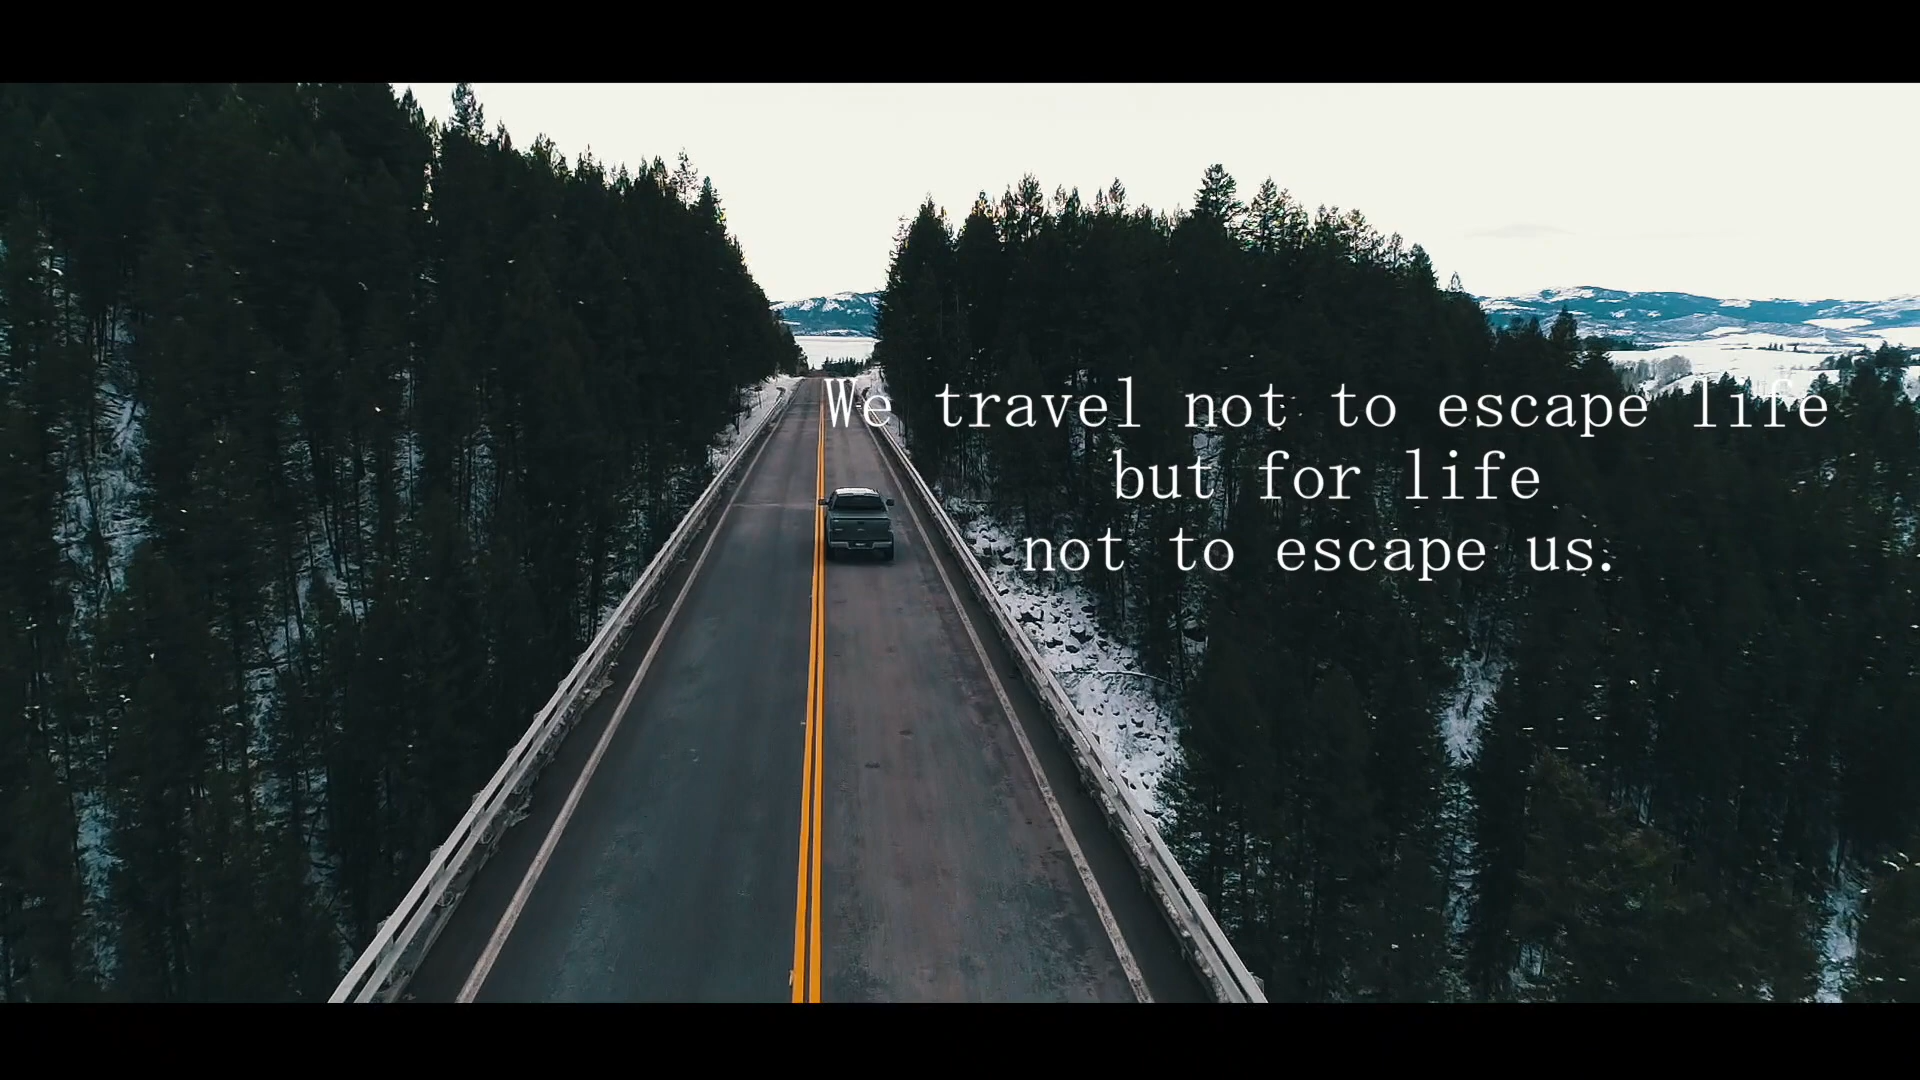 We travel not to escape life
but for life
not to escape us.